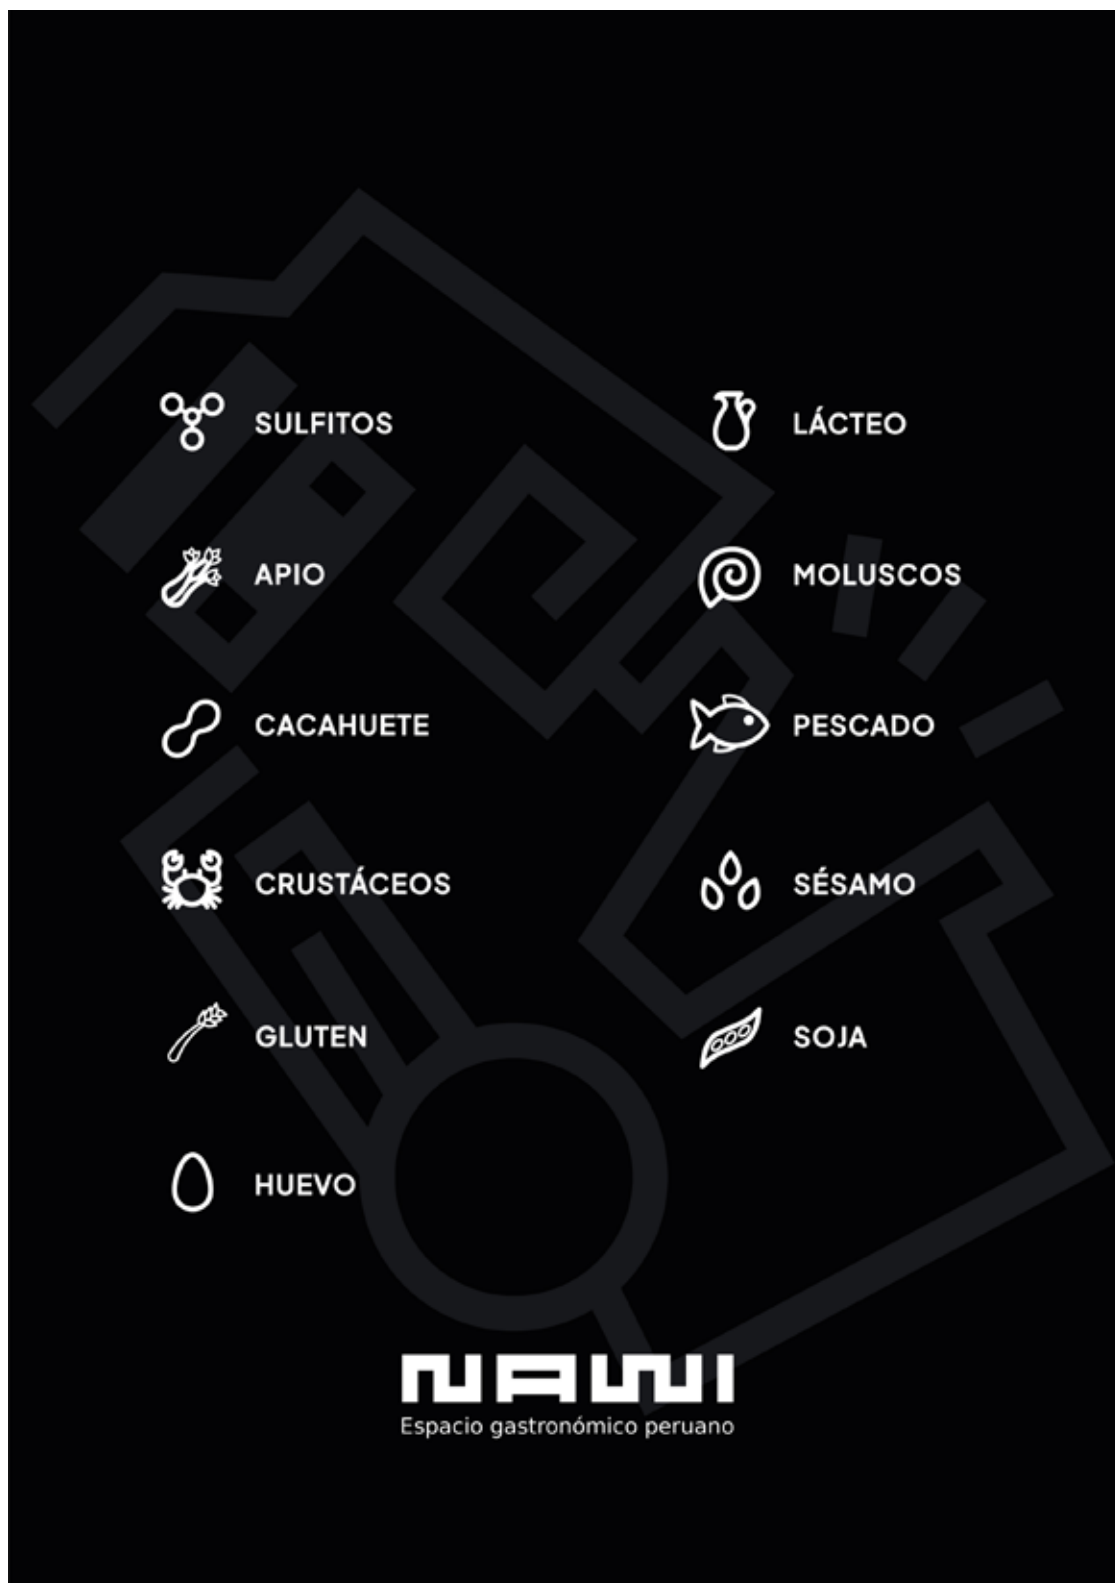 SULFITOS
LÁCTEO
APIO
MOLUSCOS
CACAHUETE
PESCADO
CRUSTÁCEOS
SÉSAMO
GLUTEN
SOJA
HUEVO
NAWI
Espacio gastronómico peruano